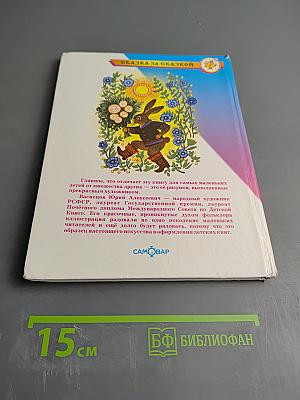 СКАЗКА ЗА СКАЗКОЙ
Главное, что отличает эту книгу для самых маленьких
детей от множества других — это ее рисунки, выполненные
прекрасным художником.
Васнецов Юрий Алексеевич — народный художник
РСФСР, лауреат Государственной премии, лауреат
Почётного диплома Международного Совета по Детской
Книге. Его красочные, проникнутые духом фольклора
иллюстрации радовали не одно поколение маленьких
читателей и ещё долго будут радовать, потому что это
образец настоящего искусства в оформлении детских книг.
САМОВАР
15 см
БФ БИБЛИОФАН